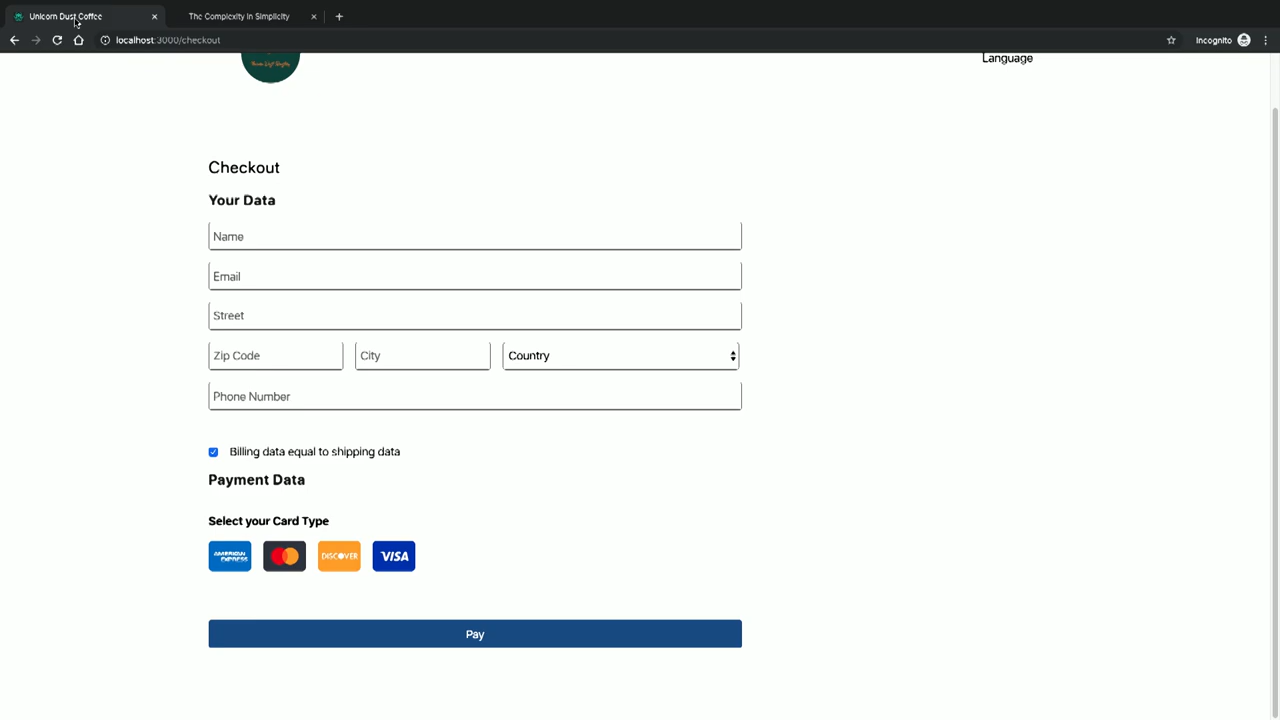 Unicorn Dust Coffee
The Complexity in Simplicity
localhost:3000/checkout
Incognito
Language
Checkout
Your Data
Name
Email
Street
Zip Code City Country
Phone Number
Billing data equal to shipping data
Payment Data
Select your Card Type
AMERICAN EXPRESS DISCOVER VISA
Pay